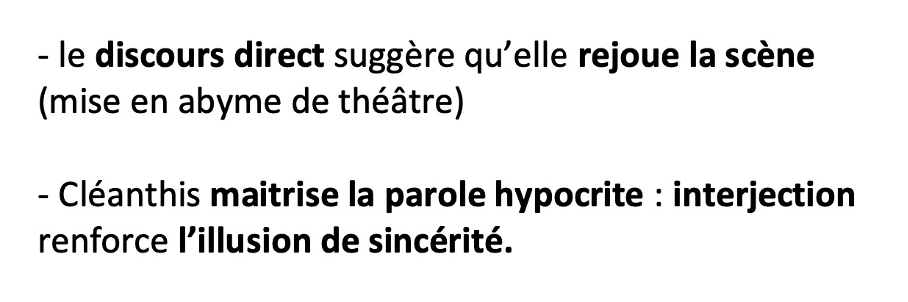 - le discours direct suggère qu’elle rejoue la scène
(mise en abyme de théâtre)
- Cléanthis maitrise la parole hypocrite : interjection
renforce l’illusion de sincérité.